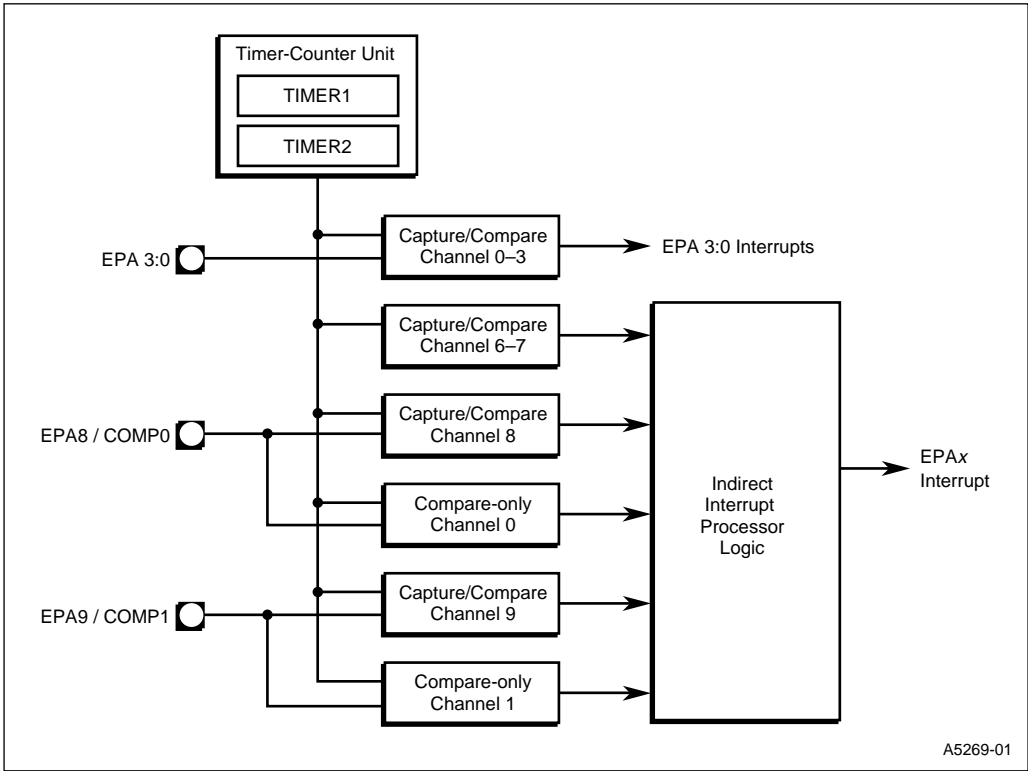 Timer-Counter Unit
TIMER1
TIMER2
EPA 3:0
Capture/Compare
Channel 0–3
EPA 3:0 Interrupts
Capture/Compare
Channel 6–7
EPA8 / COMP0
Capture/Compare
Channel 8
Compare-only
Channel 0
EPA9 / COMP1
Capture/Compare
Channel 9
Compare-only
Channel 1
Indirect
Interrupt
Processor
Logic
EPAx
Interrupt
A5269-01